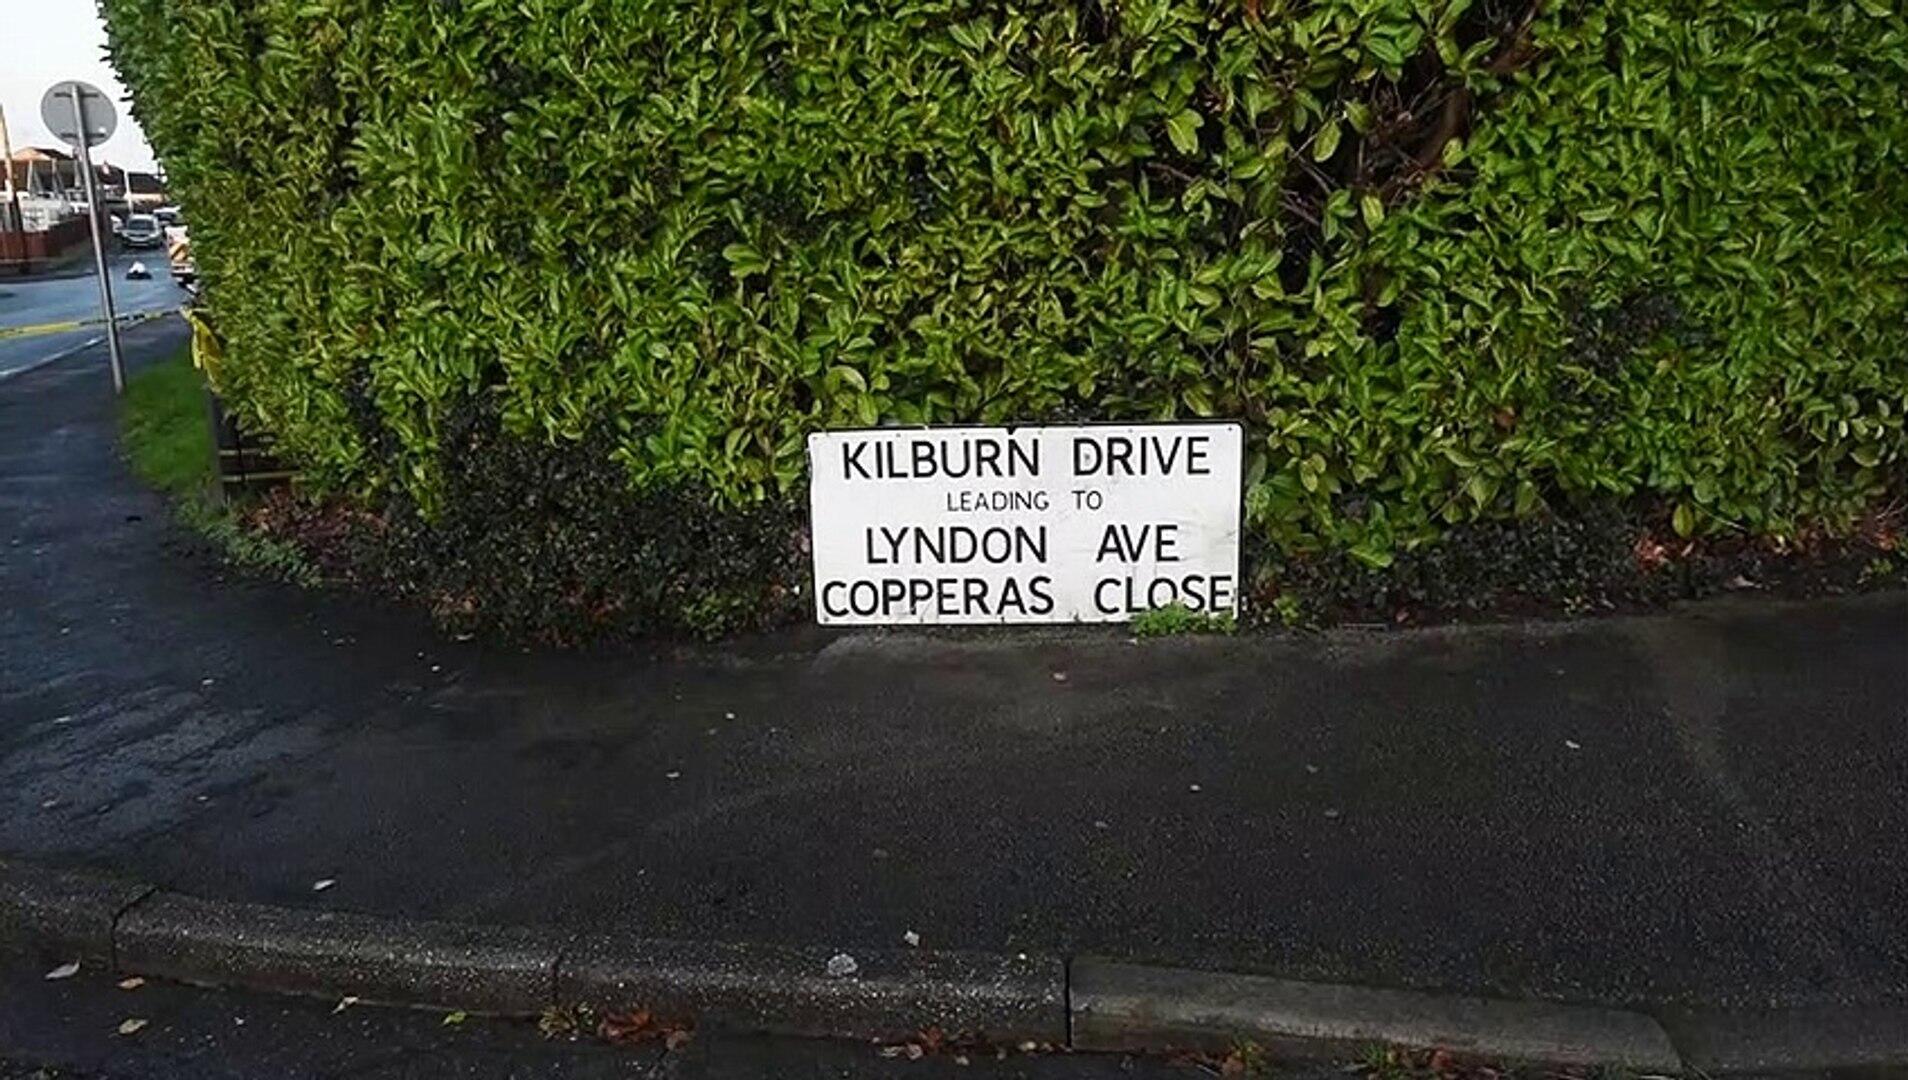 KILBURN DRIVE
LEADING TO
LYNDON AVE
COPPERAS CLOSE